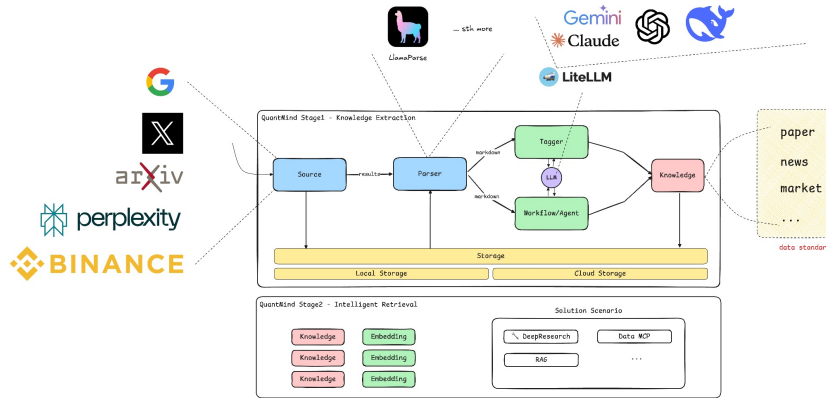 Gemini
Claude
LiteLLM
LlamaParse
... sth more
G
X
arXiv
perplexity
BINANCE
QuantMind Stage1 - Knowledge Extraction
Source
results
Parser
markdown
markdown
Tagger
LLM
Workflow/Agent
Knowledge
Storage
Local Storage
Cloud Storage
paper
news
market
...
data standar
QuantMind Stage2 - Intelligent Retrieval
Knowledge
Embedding
Knowledge
Embedding
Knowledge
Embedding
Solution Scenario
DeepResearch
Data MCP
RAG
...